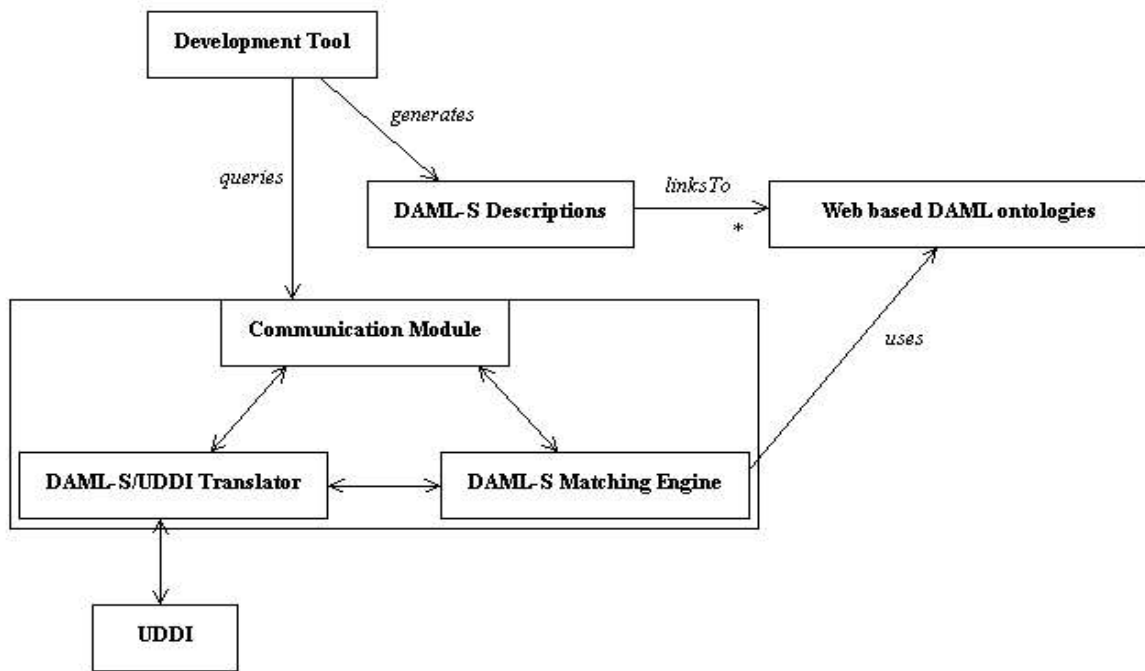 Development Tool
generates
queries
DAML-S Descriptions
linksTo
*
Web based DAML ontologies
Communication Module
uses
DAML-S/UDDI Translator
DAML-S Matching Engine
UDDI